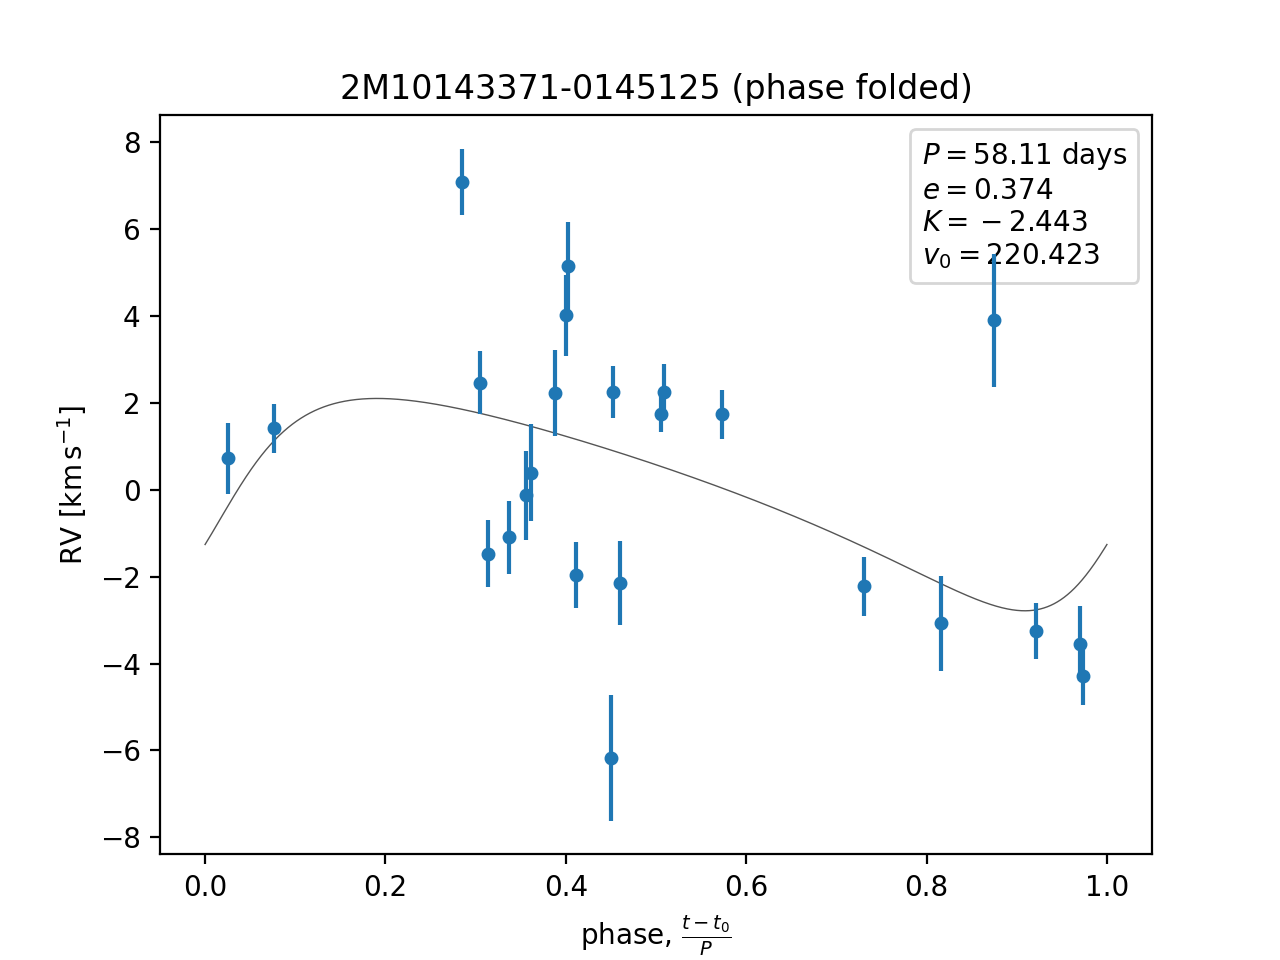 2M10143371-0145125 (phase folded)
P = 58.11 days
e = 0.374
K = −2.443
v₀ = 220.423
RV [km s⁻¹]
8
6
4
2
0
−2
−4
−6
−8
0.0 0.2 0.4 0.6 0.8 1.0
phase, (t − t₀)/P